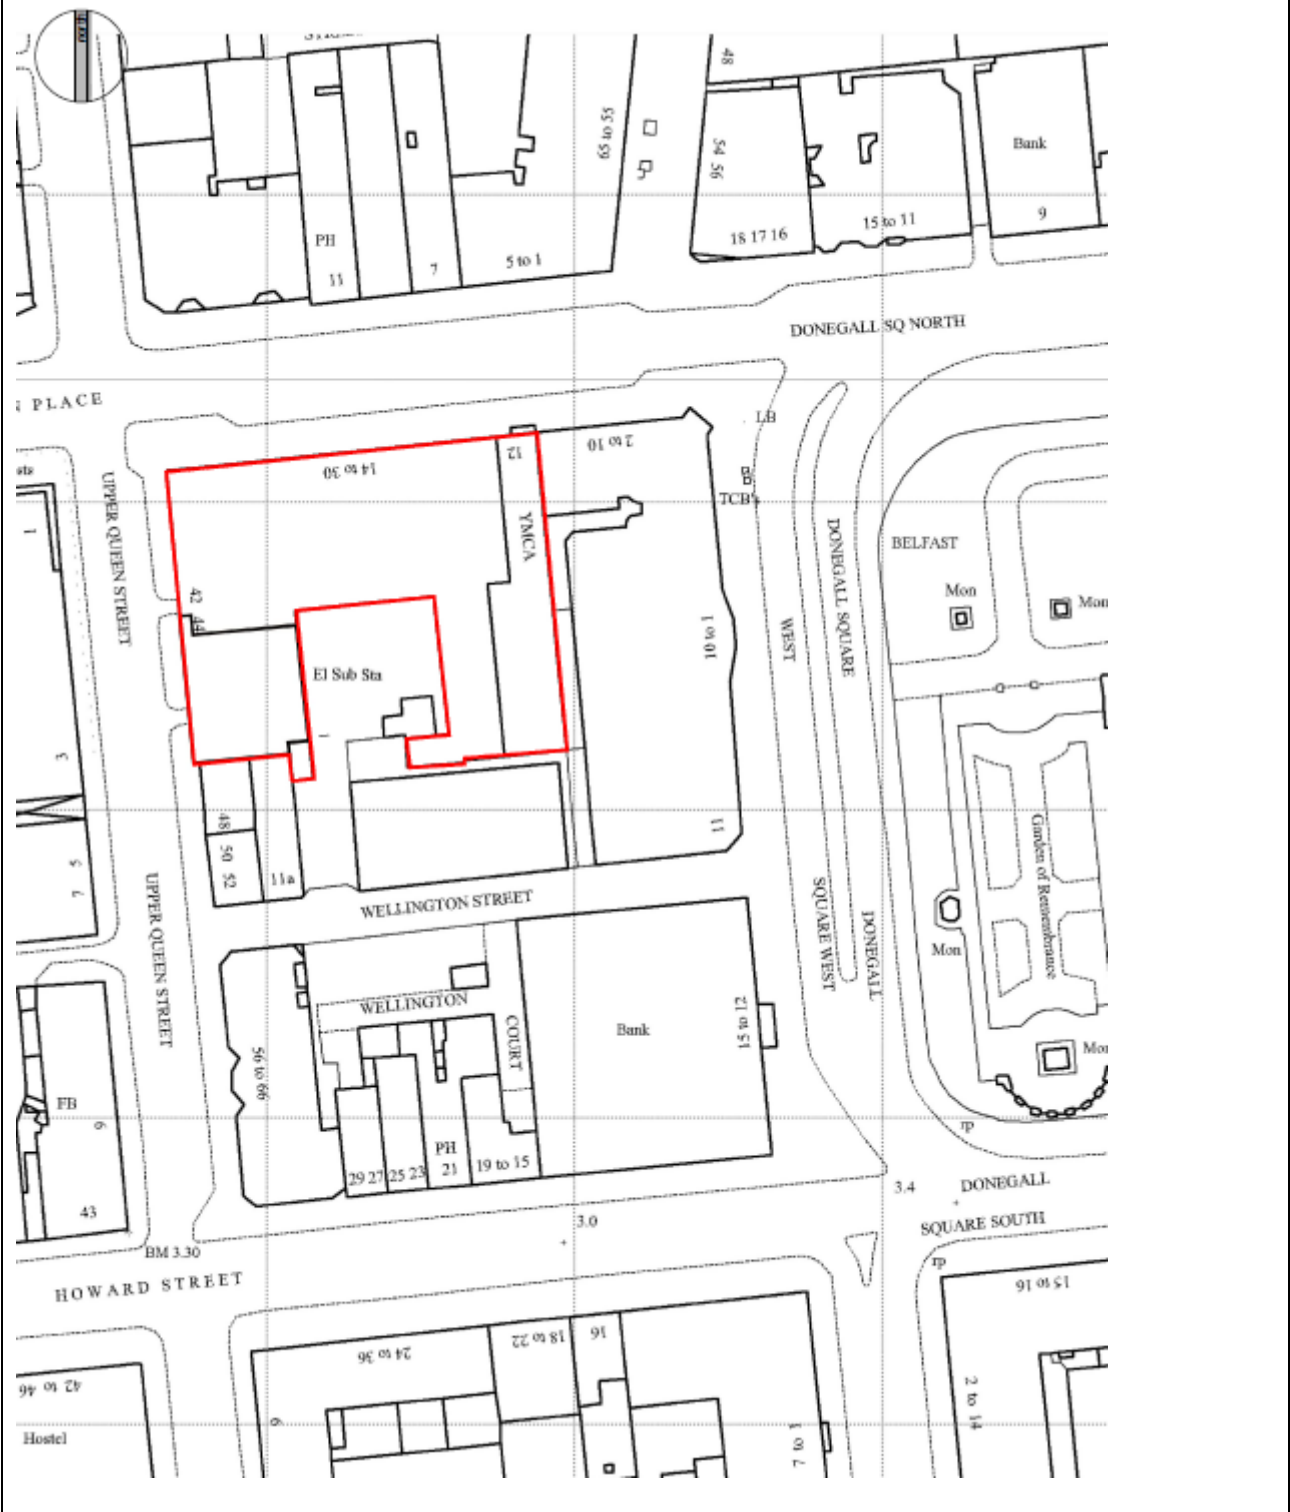 north
48
65 to 55
54 56
Bank
PH
11
7
5 to 1
18 17 16
15 to 11
9
DONEGALL SQ NORTH
PLACE
LB
2 to 10
12
14 to 30
TCB's
YMCA
UPPER QUEEN STREET
1
BELFAST
DONEGALL SQUARE
WEST
Mon
Mon
42
44
1 to 10
El Sub Sta
3
48
50
52
11a
11
5
7
Garden of Remembrance
UPPER QUEEN STREET
WELLINGTON STREET
SQUARE WEST
DONEGALL
Mon
WELLINGTON
COURT
Bank
12 to 15
56 to 66
Mon
FB
9
PH
21
29 27
25 23
19 to 15
rp
43
3.4
DONEGALL
SQUARE SOUTH
3.0
BM 3.30
rp
HOWARD STREET
15 to 16
24 to 36
18 to 22
16
42 to 46
2 to 14
Hostel
1 to 7